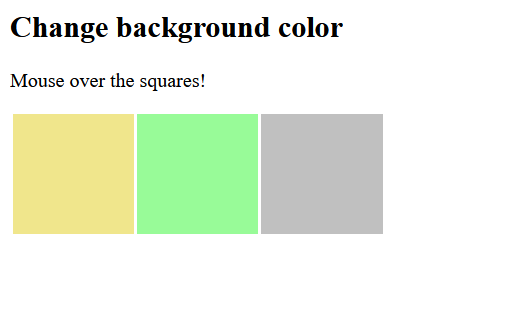 Change background color
Mouse over the squares!